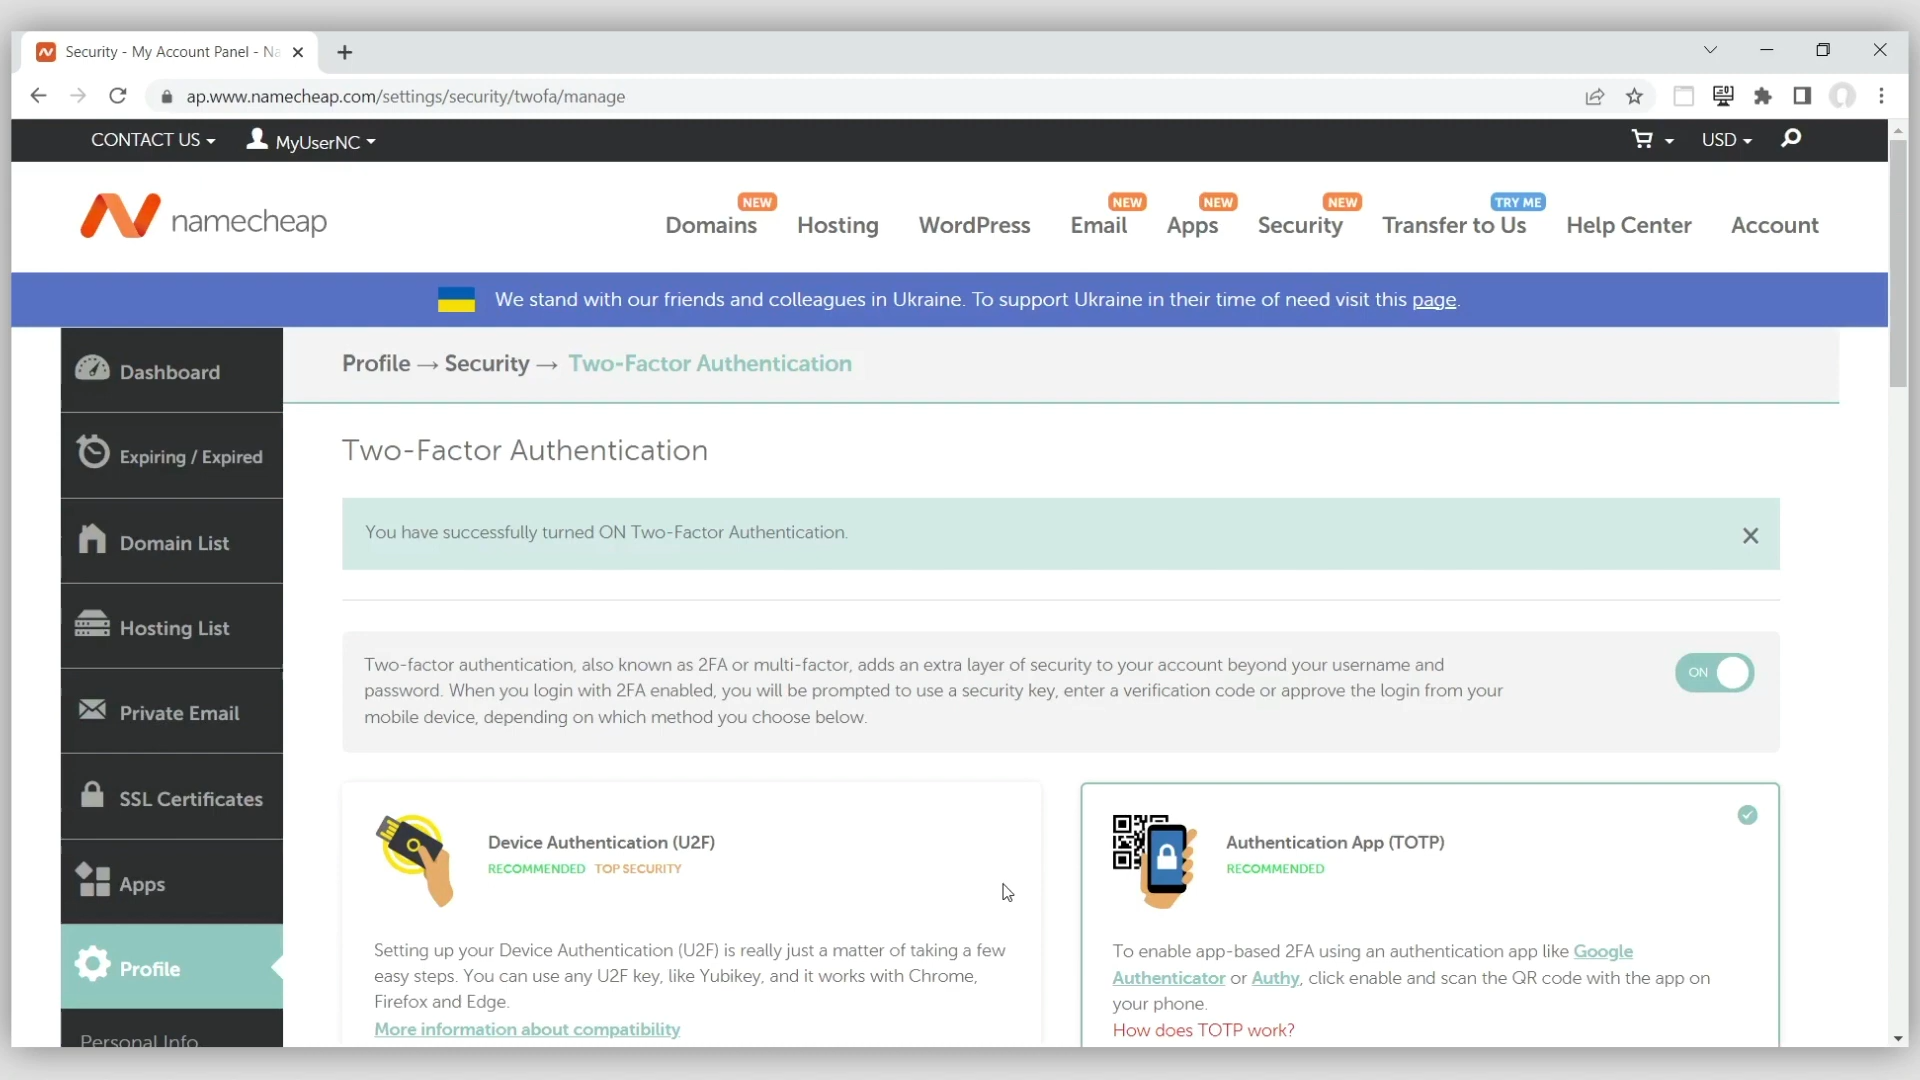 Security - My Account Panel - Na
ap.www.namecheap.com/settings/security/twofa/manage
CONTACT US
MyUserNC
USD
namecheap
NEW
NEW
NEW
NEW
TRY ME
Domains
Hosting
WordPress
Email
Apps
Security
Transfer to Us
Help Center
Account
We stand with our friends and colleagues in Ukraine. To support Ukraine in their time of need visit this page.
Dashboard
Expiring / Expired
Domain List
Hosting List
Private Email
SSL Certificates
Apps
Profile
Personal Info
Profile → Security → Two-Factor Authentication
Two-Factor Authentication
You have successfully turned ON Two-Factor Authentication.
Two-factor authentication, also known as 2FA or multi-factor, adds an extra layer of security to your account beyond your username and
password. When you login with 2FA enabled, you will be prompted to use a security key, enter a verification code or approve the login from your
mobile device, depending on which method you choose below.
ON
Device Authentication (U2F)
RECOMMENDED TOP SECURITY
Setting up your Device Authentication (U2F) is really just a matter of taking a few
easy steps. You can use any U2F key, like Yubikey, and it works with Chrome,
Firefox and Edge.
More information about compatibility
Authentication App (TOTP)
RECOMMENDED
To enable app-based 2FA using an authentication app like Google
Authenticator or Authy, click enable and scan the QR code with the app on
your phone.
How does TOTP work?